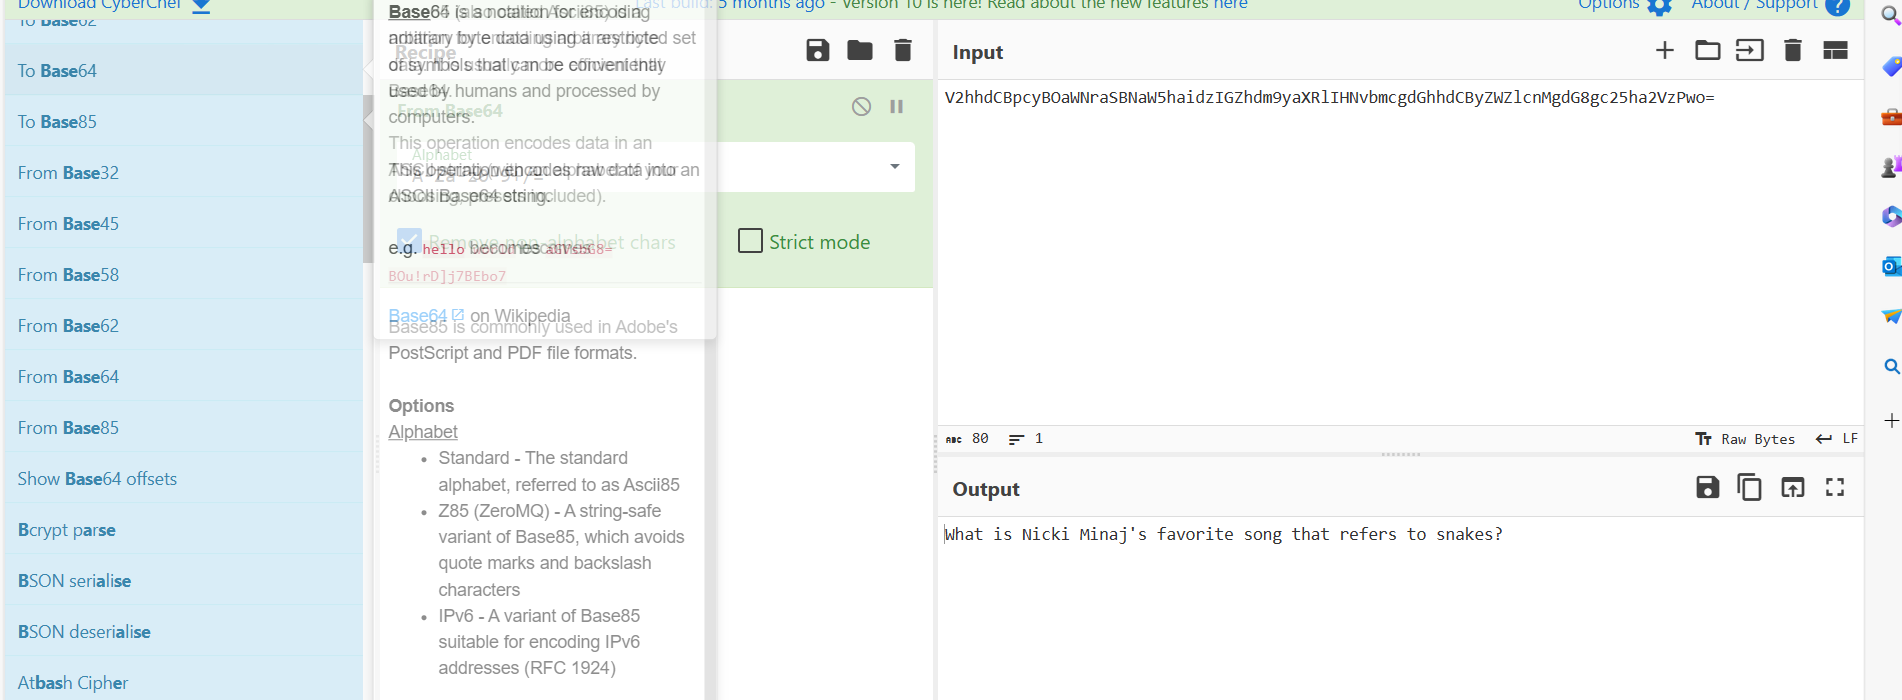 Download CyberChef
Last build: 5 months ago - Version 10 is here! Read about the new features here
Options
About / Support
To Base62
To Base64
To Base85
From Base32
From Base45
From Base58
From Base62
From Base64
From Base85
Show Base64 offsets
Bcrypt parse
BSON serialise
BSON deserialise
Atbash Cipher
Recipe
From Base64
Alphabet
Remove non-alphabet chars
Strict mode
Base64 is a notation for encoding
arbitrary byte data using a restricted set
of symbols that can be conveniently
used by humans and processed by
computers.
This operation encodes data in an
This operation encodes raw data into an
ASCII Base64 string.
e.g. hello becomes aGVsbG8=
BOu!rD]j7BEbo7
Base64 on Wikipedia
Base85 is commonly used in Adobe's
PostScript and PDF file formats.
Options
Alphabet
Standard - The standard
alphabet, referred to as Ascii85
Z85 (ZeroMQ) - A string-safe
variant of Base85, which avoids
quote marks and backslash
characters
IPv6 - A variant of Base85
suitable for encoding IPv6
addresses (RFC 1924)
Input
V2hhdCBpcyBOaWNraSBNaW5haidzIGZhdm9yaXRlIHNvbmcgdGhhdCByZWZlcnMgdG8gc25ha2VzPwo=
ABC 80 1
Raw Bytes LF
Output
What is Nicki Minaj's favorite song that refers to snakes?